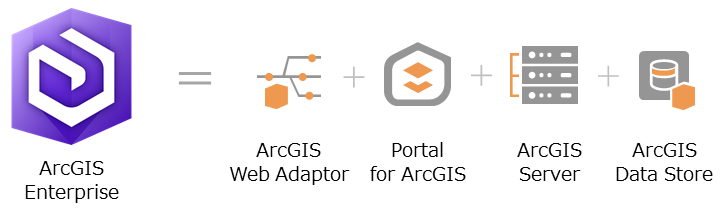 ArcGIS
Enterprise
=
ArcGIS
Web Adaptor
+
Portal
for ArcGIS
+
ArcGIS
Server
+
ArcGIS
Data Store